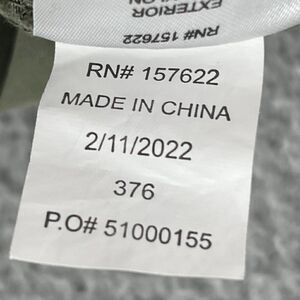 EXTERIOR
RN# 157622
RN# 157622
MADE IN CHINA
2/11/2022
376
P.O# 51000155